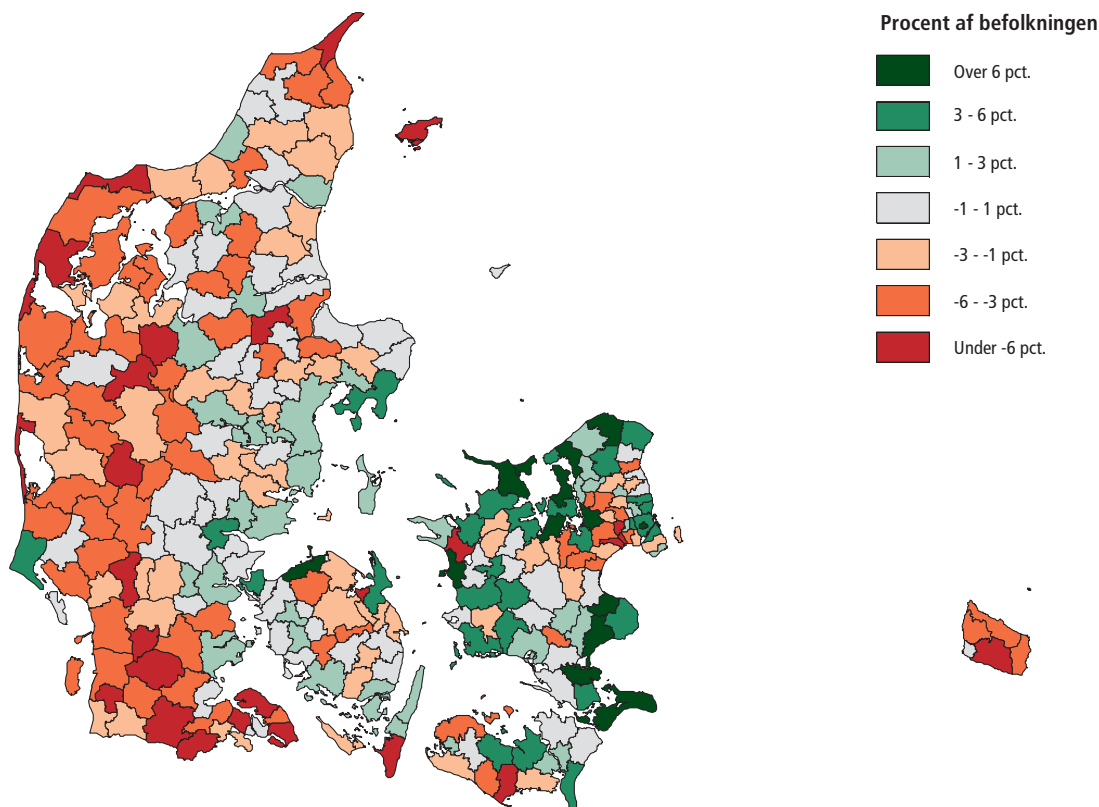 Procent af befolkningen
Over 6 pct.
3 - 6 pct.
1 - 3 pct.
-1 - 1 pct.
-3 - -1 pct.
-6 - -3 pct.
Under -6 pct.